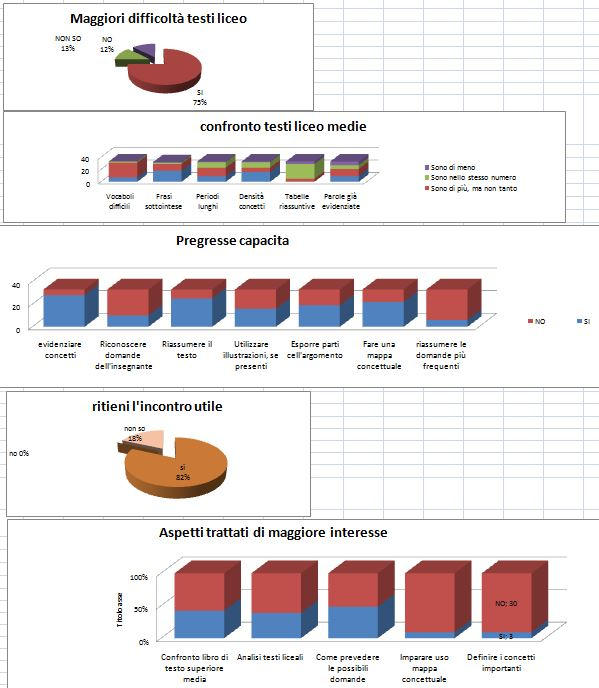 Maggiori difficoltà testi liceo
NON SO
13%
NO
12%
SI
75%
confronto testi liceo medie
40
20
0
Vocaboli
difficili
Frasi
sottointese
Periodi
lunghi
Densità
concetti
Tabelle
riassuntive
Parole già
evidenziate
Sono di meno
Sono nello stesso numero
Sono di più, ma non tanto
Pregresse capacita
40
20
0
evidenziare
concetti
Riconoscere
domande
dell'insegnante
Riassumere il
testo
Utilizzare
illustrazioni, se
presenti
Esporre parti
cell'argomento
Fare una
mappa
concettuale
riassumere le
domande più
frequenti
NO
SI
ritieni l'incontro utile
non so
18%
no 0%
si
82%
Aspetti trattati di maggiore interesse
Titolo asse
100%
50%
0%
NO; 30
SI; 3
Confronto libro di
testo superiore
media
Analisi testi liceali
Come prevedere
le possibili
domande
Imparare uso
mappa
concettuale
Definire i concetti
importanti